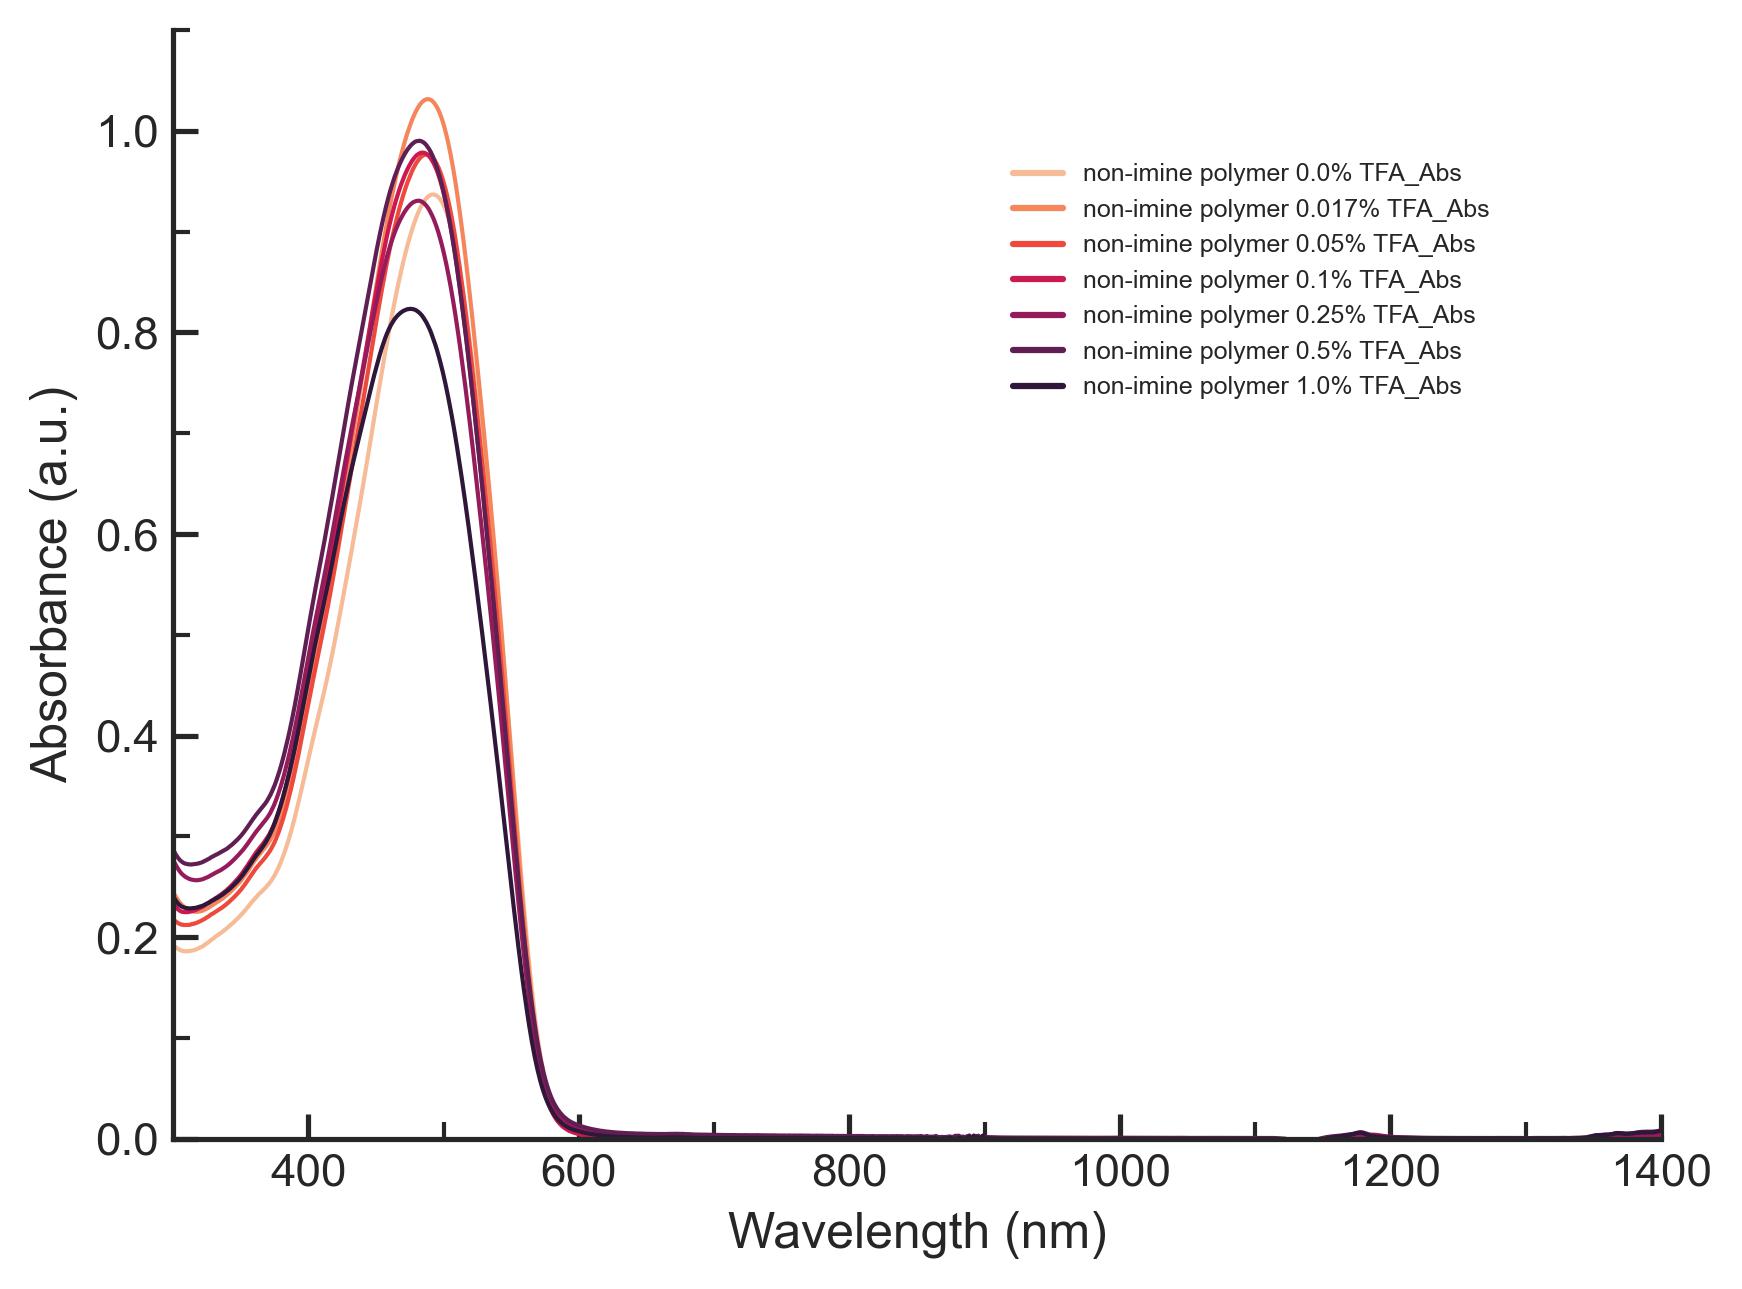 1.0
0.8
0.6
0.4
0.2
0.0
Absorbance (a.u.)
non-imine polymer 0.0% TFA_Abs
non-imine polymer 0.017% TFA_Abs
non-imine polymer 0.05% TFA_Abs
non-imine polymer 0.1% TFA_Abs
non-imine polymer 0.25% TFA_Abs
non-imine polymer 0.5% TFA_Abs
non-imine polymer 1.0% TFA_Abs
400 600 800 1000 1200 1400
Wavelength (nm)